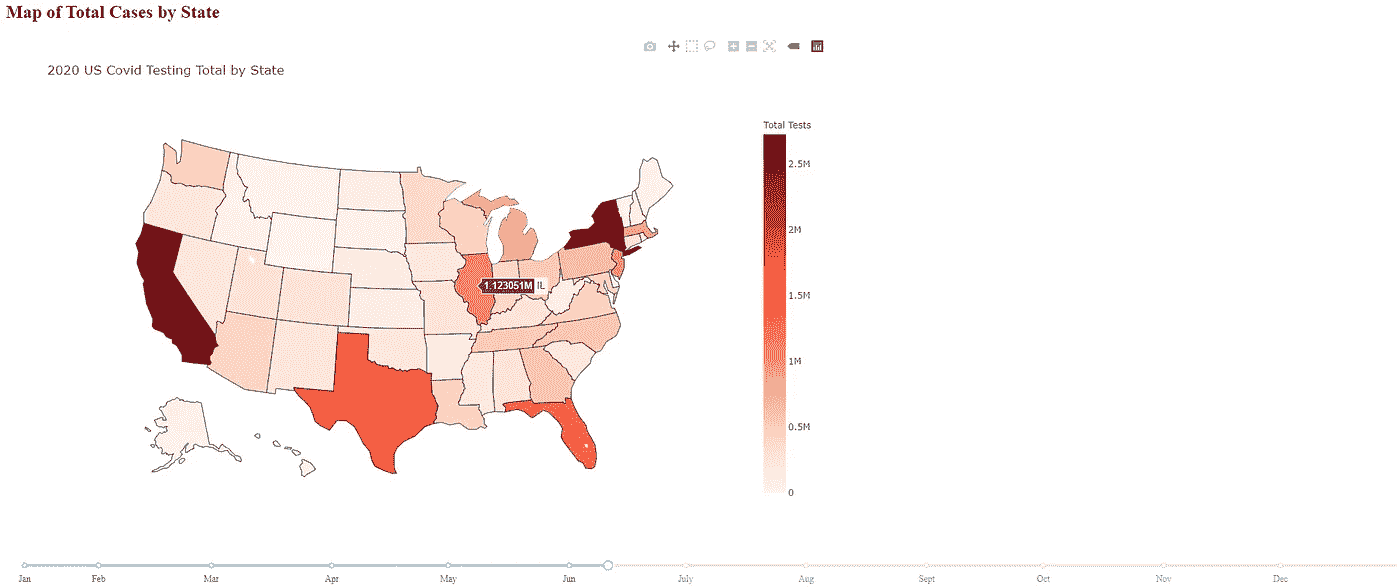 Map of Total Cases by State
2020 US Covid Testing Total by State
Total Tests
2.5M
2M
1.5M
1M
0.5M
0
1.123051M IL
Jan Feb Mar Apr May Jun July Aug Sept Oct Nov Dec